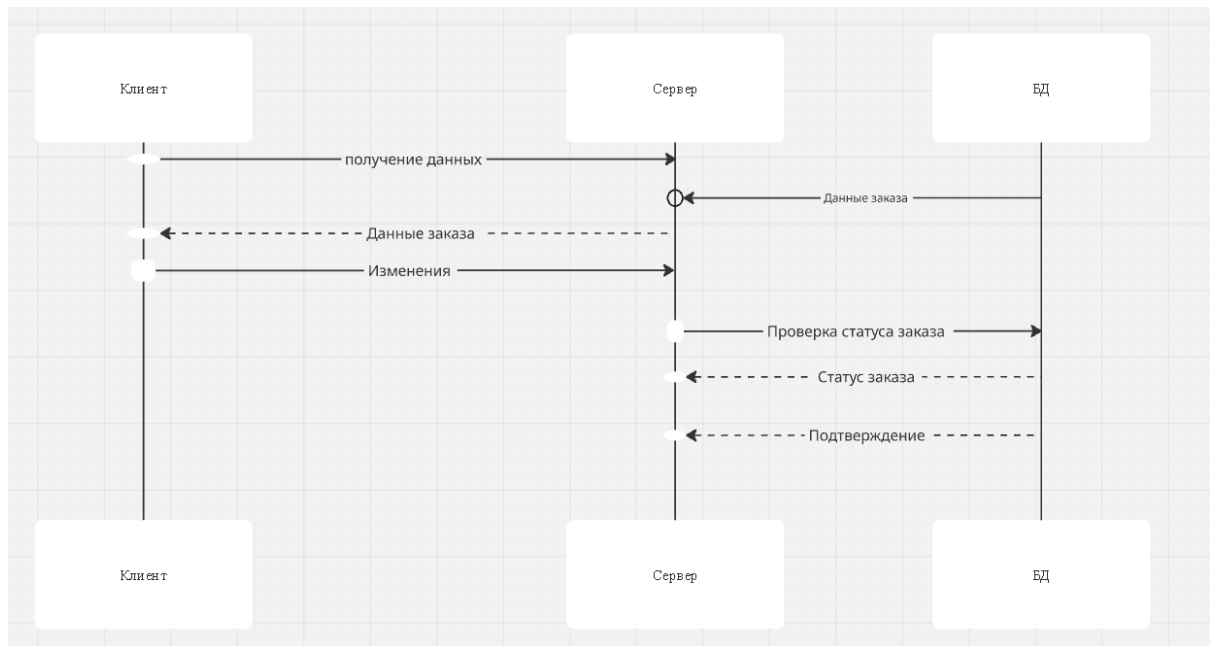 Клиент
Сервер
БД
получение данных
Данные заказа
Данные заказа
Изменения
Проверка статуса заказа
Статус заказа
Подтверждение
Клиент
Сервер
БД